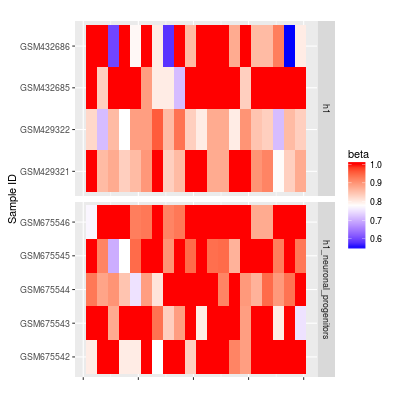 GSM432686
GSM432685
GSM429322
GSM429321
h1
GSM675546
GSM675545
GSM675544
GSM675543
GSM675542
h1_neuronal_progenitors
Sample ID
beta
1.0
0.9
0.8
0.7
0.6